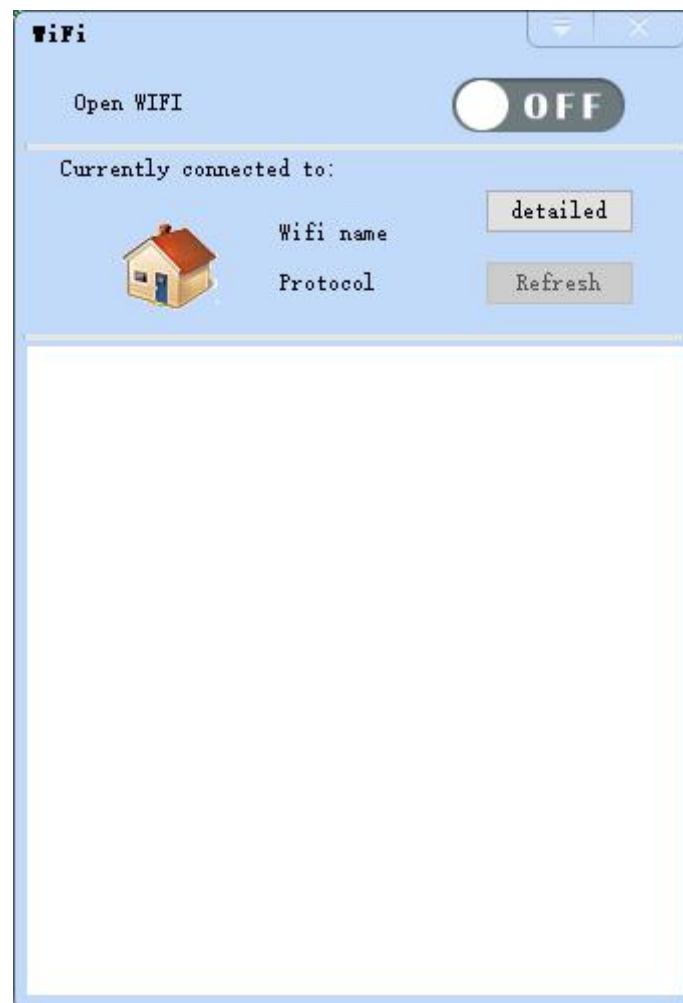 WiFi
Open WIFI
OFF
Currently connected to:
detailed
Wifi name
Protocol
Refresh